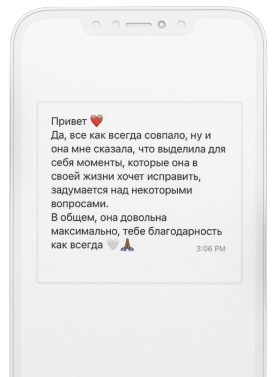 Привет ❤️
Да, все как всегда совпало, ну и
она мне сказала, что выделила для
себя моменты, которые она в
своей жизни хочет исправить,
задумается над некоторыми
вопросами.
В общем, она довольна
максимально, тебе благодарность
как всегда 🤍🙏🏾
3:06 PM